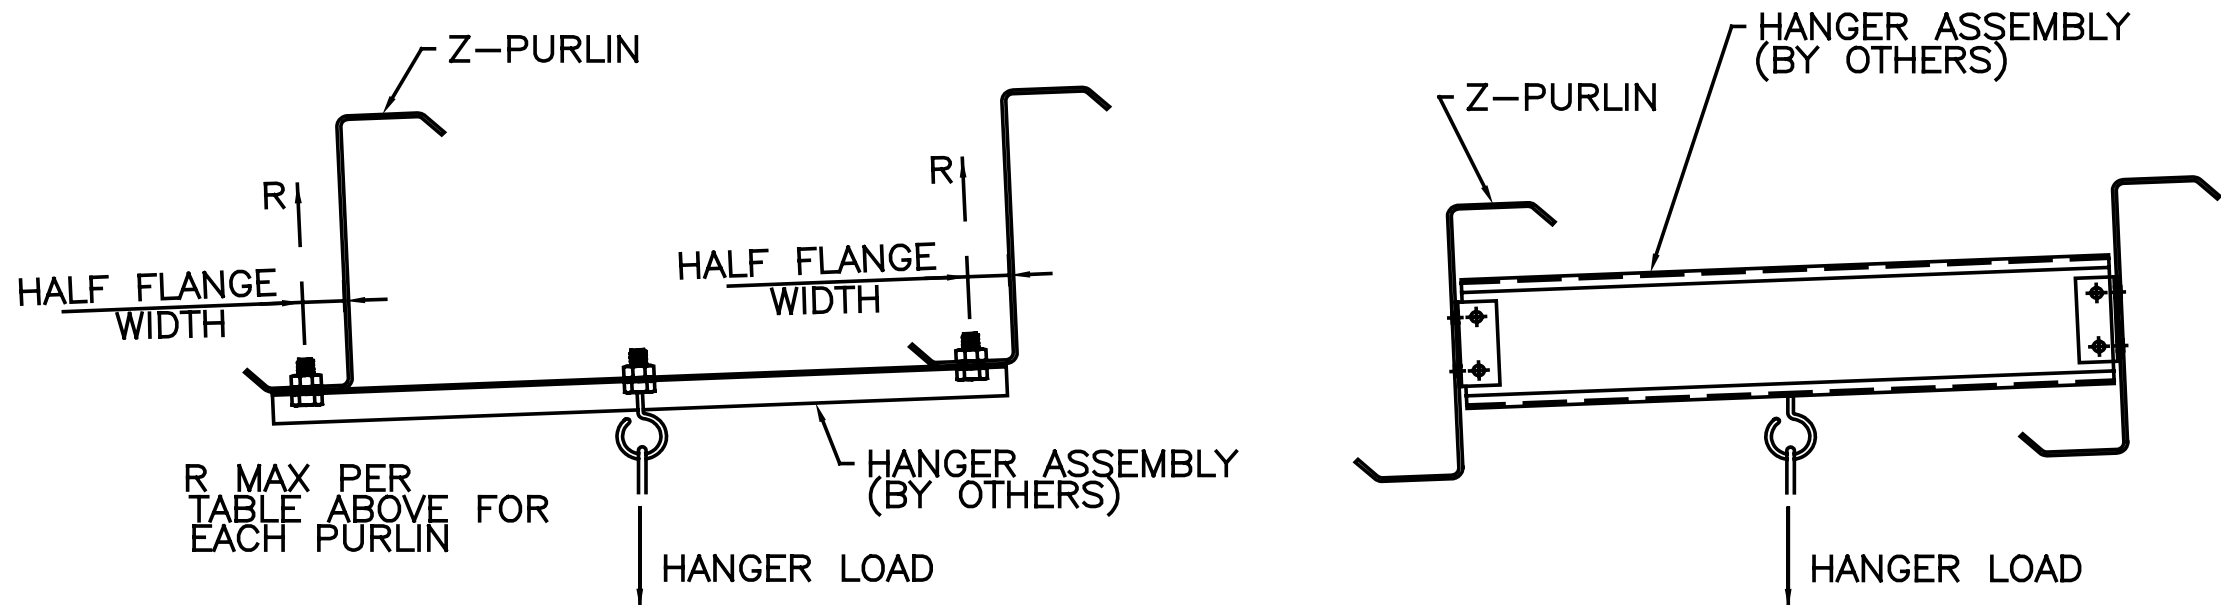 Z-PURLIN
R
HALF FLANGE
WIDTH
R
HALF FLANGE
WIDTH
R MAX PER
TABLE ABOVE FOR
EACH PURLIN
HANGER ASSEMBLY
(BY OTHERS)
HANGER LOAD
HANGER ASSEMBLY
(BY OTHERS)
Z-PURLIN
HANGER LOAD